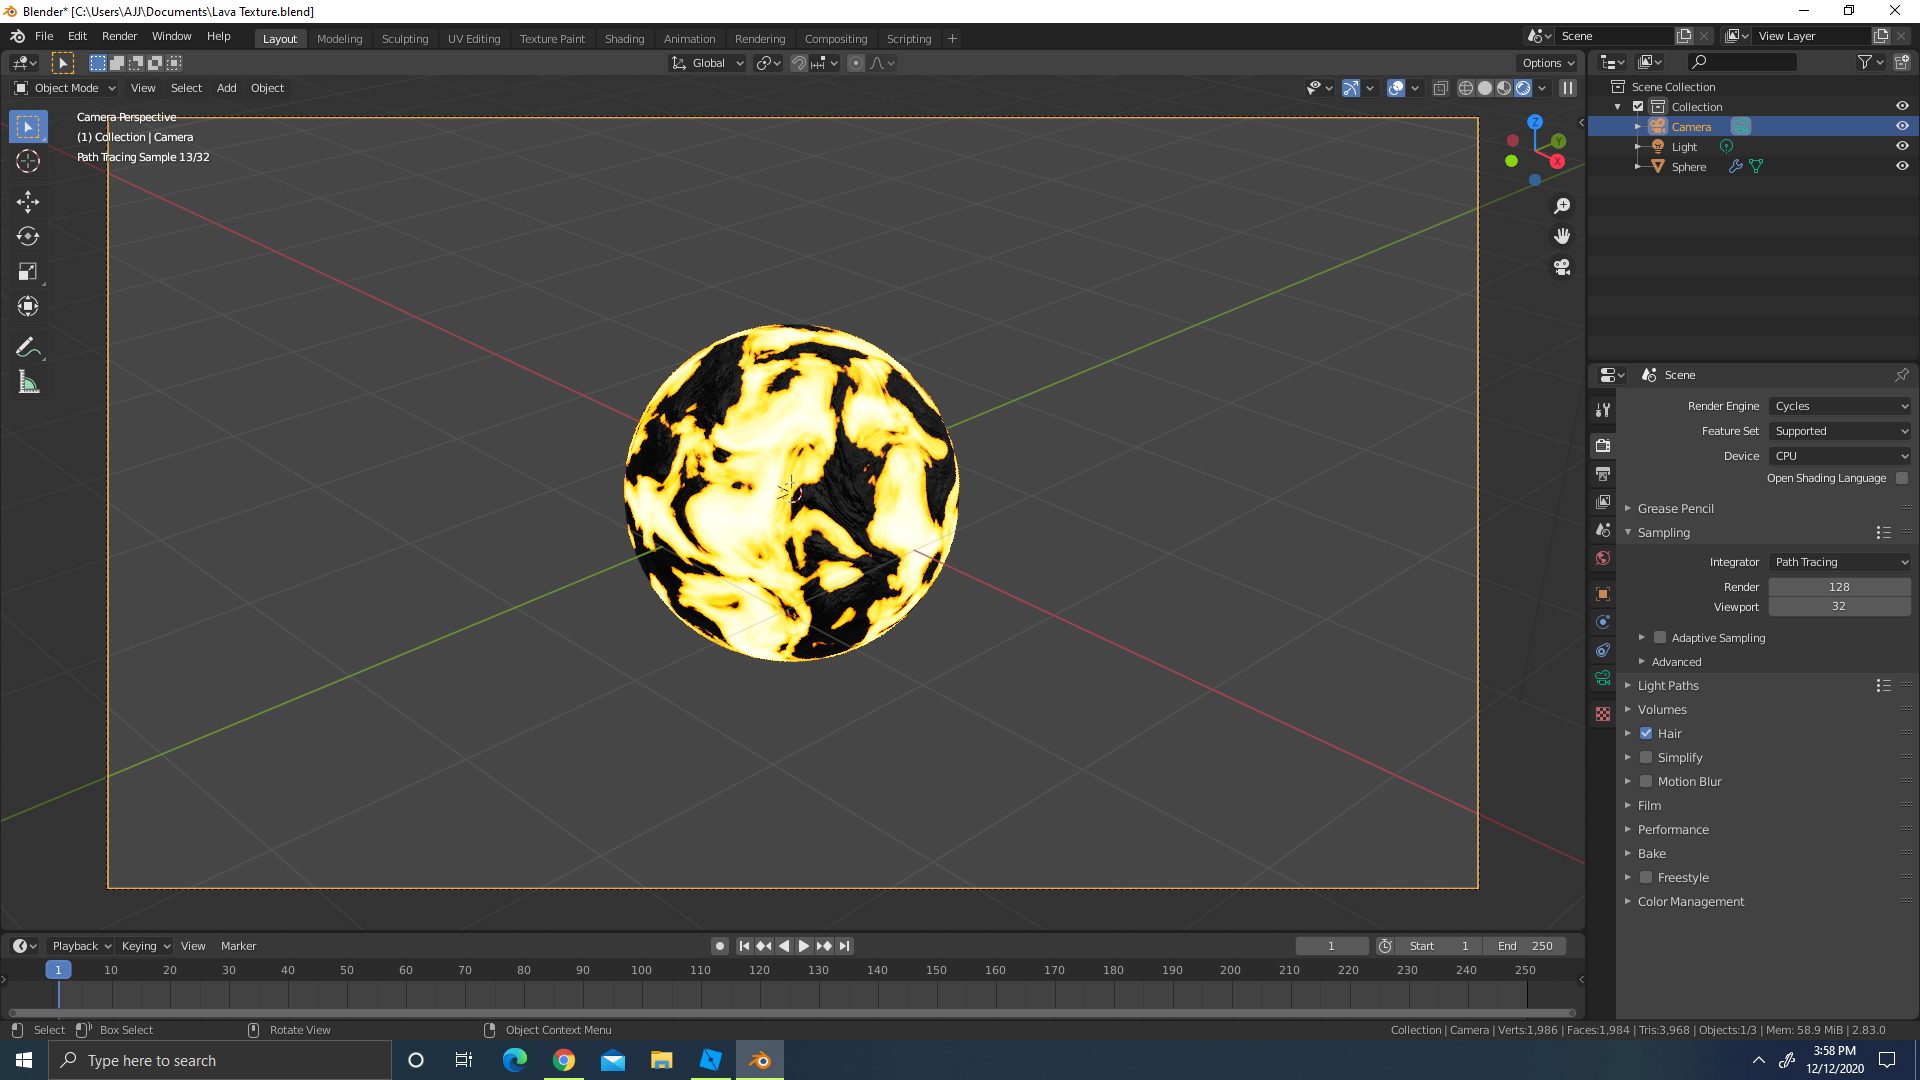 Blender* [C:\Users\AJJ\Documents\Lava Texture.blend]
File Edit Render Window Help
Layout Modeling Sculpting UV Editing Texture Paint Shading Animation Rendering Compositing Scripting +
Scene
View Layer
Global
Options
Object Mode View Select Add Object
Camera Perspective
(1) Collection | Camera
Path Tracing Sample 13/32
Z
Y
X
Scene Collection
Collection
Camera
Light
Sphere
Scene
Render Engine Cycles
Feature Set Supported
Device CPU
Open Shading Language
Grease Pencil
Sampling
Integrator Path Tracing
Render 128
Viewport 32
Adaptive Sampling
Advanced
Light Paths
Volumes
Hair
Simplify
Motion Blur
Film
Performance
Bake
Freestyle
Color Management
Playback Keying View Marker
1 Start 1 End 250
1 10 20 30 40 50 60 70 80 90 100 110 120 130 140 150 160 170 180 190 200 210 220 230 240 250
Select Box Select Rotate View Object Context Menu
Collection | Camera | Verts:1,986 | Faces:1,984 | Tris:3,968 | Objects:1/3 | Mem: 58.9 MiB | 2.83.0
Type here to search
3:58 PM
12/12/2020